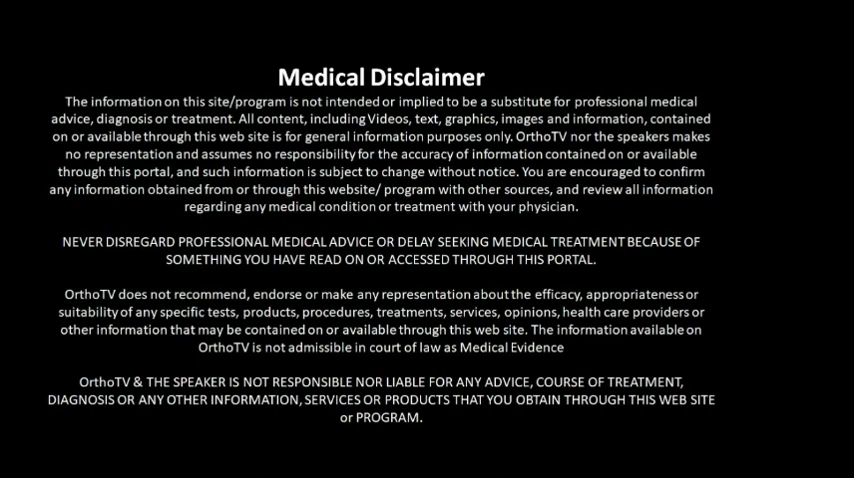 Medical Disclaimer
The information on this site/program is not intended or implied to be a substitute for professional medical
advice, diagnosis or treatment. All content, including Videos, text, graphics, images and information, contained
on or available through this web site is for general information purposes only. OrthoTV nor the speakers makes
no representation and assumes no responsibility for the accuracy of information contained on or available
through this portal, and such information is subject to change without notice. You are encouraged to confirm
any information obtained from or through this website/ program with other sources, and review all information
regarding any medical condition or treatment with your physician.
NEVER DISREGARD PROFESSIONAL MEDICAL ADVICE OR DELAY SEEKING MEDICAL TREATMENT BECAUSE OF
SOMETHING YOU HAVE READ ON OR ACCESSED THROUGH THIS PORTAL.
OrthoTV does not recommend, endorse or make any representation about the efficacy, appropriateness or
suitability of any specific tests, products, procedures, treatments, services, opinions, health care providers or
other information that may be contained on or available through this web site. The information available on
OrthoTV is not admissible in court of law as Medical Evidence
OrthoTV & THE SPEAKER IS NOT RESPONSIBLE NOR LIABLE FOR ANY ADVICE, COURSE OF TREATMENT,
DIAGNOSIS OR ANY OTHER INFORMATION, SERVICES OR PRODUCTS THAT YOU OBTAIN THROUGH THIS WEB SITE
or PROGRAM.